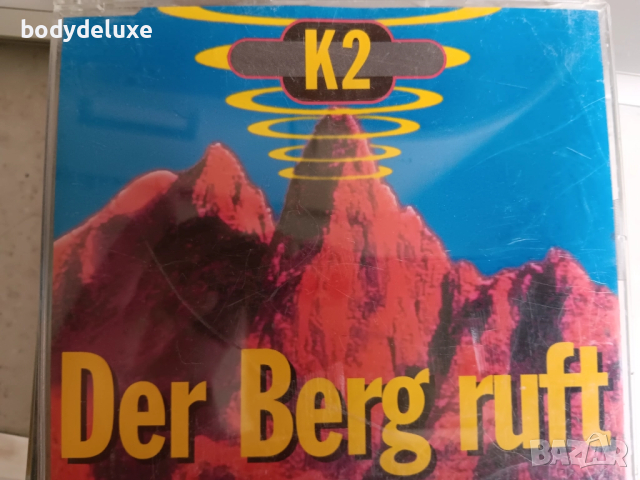 bodydeluxe
K2
Der Berg ruft
BAZAR